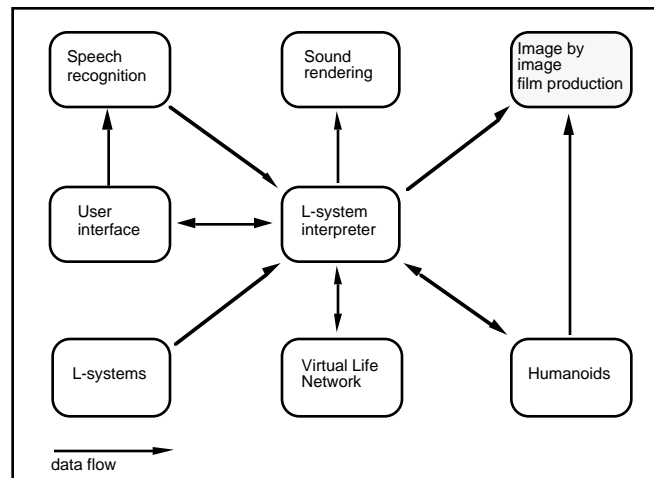 Speech
recognition
Sound
rendering
Image by
image
film production
User
interface
L-system
interpreter
L-systems
Virtual Life
Network
Humanoids
data flow